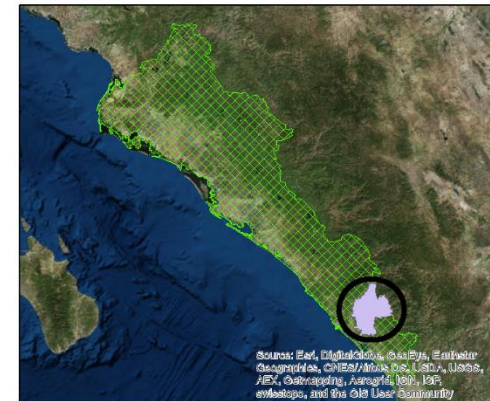 Source: Esri, DigitalGlobe, GeoEye, Earthstar
Geographics, CNES/Airbus DS, USDA, USGS,
AEX, Getmapping, Aerogrid, IGN, IGP,
swisstopo, and the GIS User Community